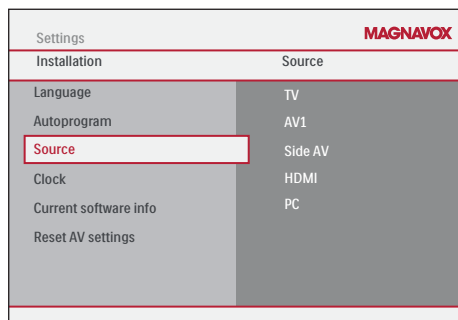 Settings
MAGNAVOX
Installation
Source
Language
TV
Autoprogram
AV1
Source
Side AV
Clock
HDMI
Current software info
PC
Reset AV settings